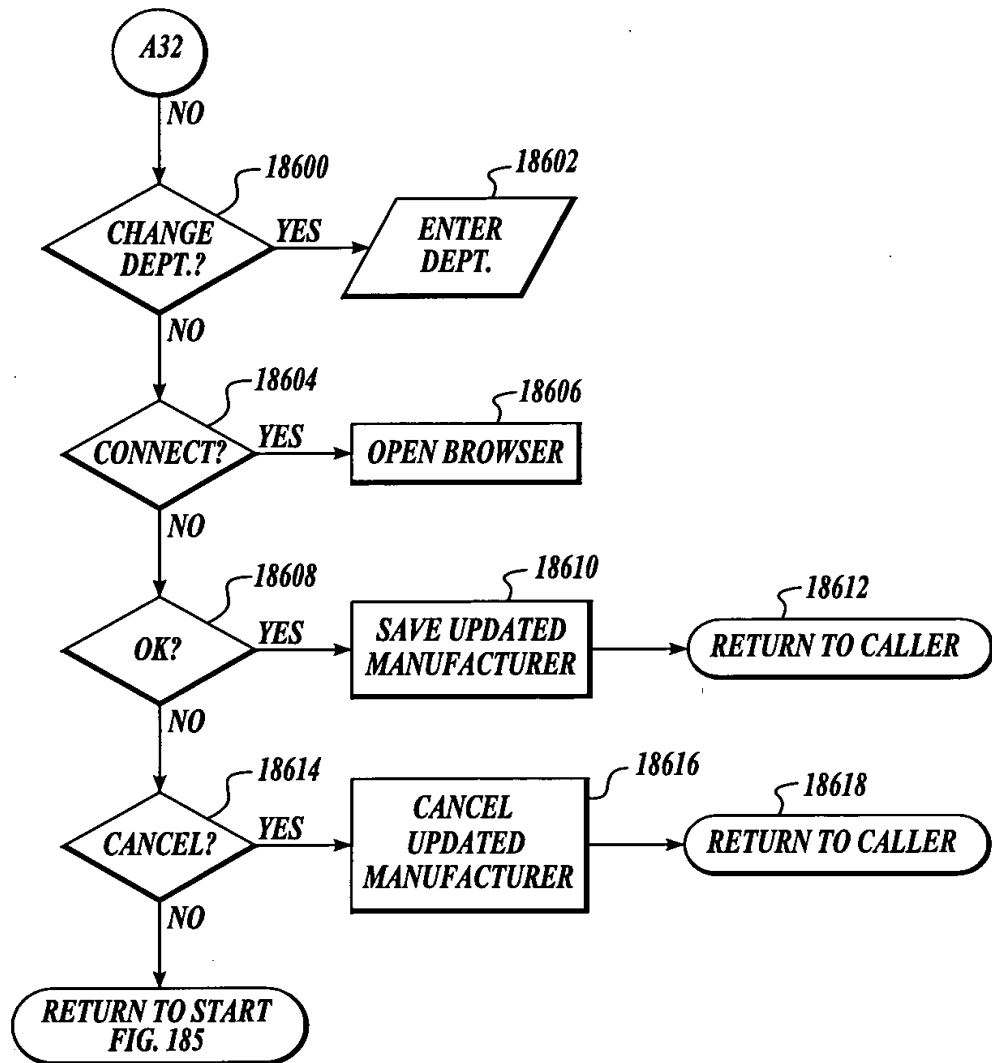 A32
NO
18600
18602
CHANGE
DEPT.?
YES
ENTER
DEPT.
NO
18604
18606
CONNECT?
YES
OPEN BROWSER
NO
18608
18610
18612
OK?
YES
SAVE UPDATED
MANUFACTURER
RETURN TO CALLER
NO
18614
18616
18618
CANCEL?
YES
CANCEL
UPDATED
MANUFACTURER
RETURN TO CALLER
NO
RETURN TO START
FIG. 185